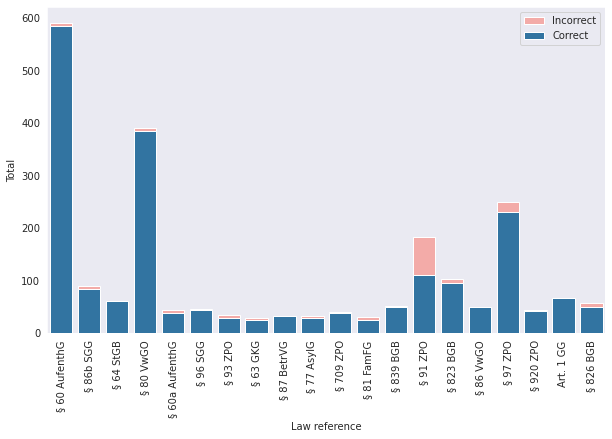 Incorrect
Correct
600
500
400
300
200
100
0
Total
§ 60 AufenthG
§ 86b SGG
§ 64 StGB
§ 80 VwGO
§ 60a AufenthG
§ 96 SGG
§ 93 ZPO
§ 63 GKG
§ 87 BetrVG
§ 77 AsylG
§ 709 ZPO
§ 81 FamFG
§ 839 BGB
§ 91 ZPO
§ 823 BGB
§ 86 VwGO
§ 97 ZPO
§ 920 ZPO
Art. 1 GG
§ 826 BGB
Law reference